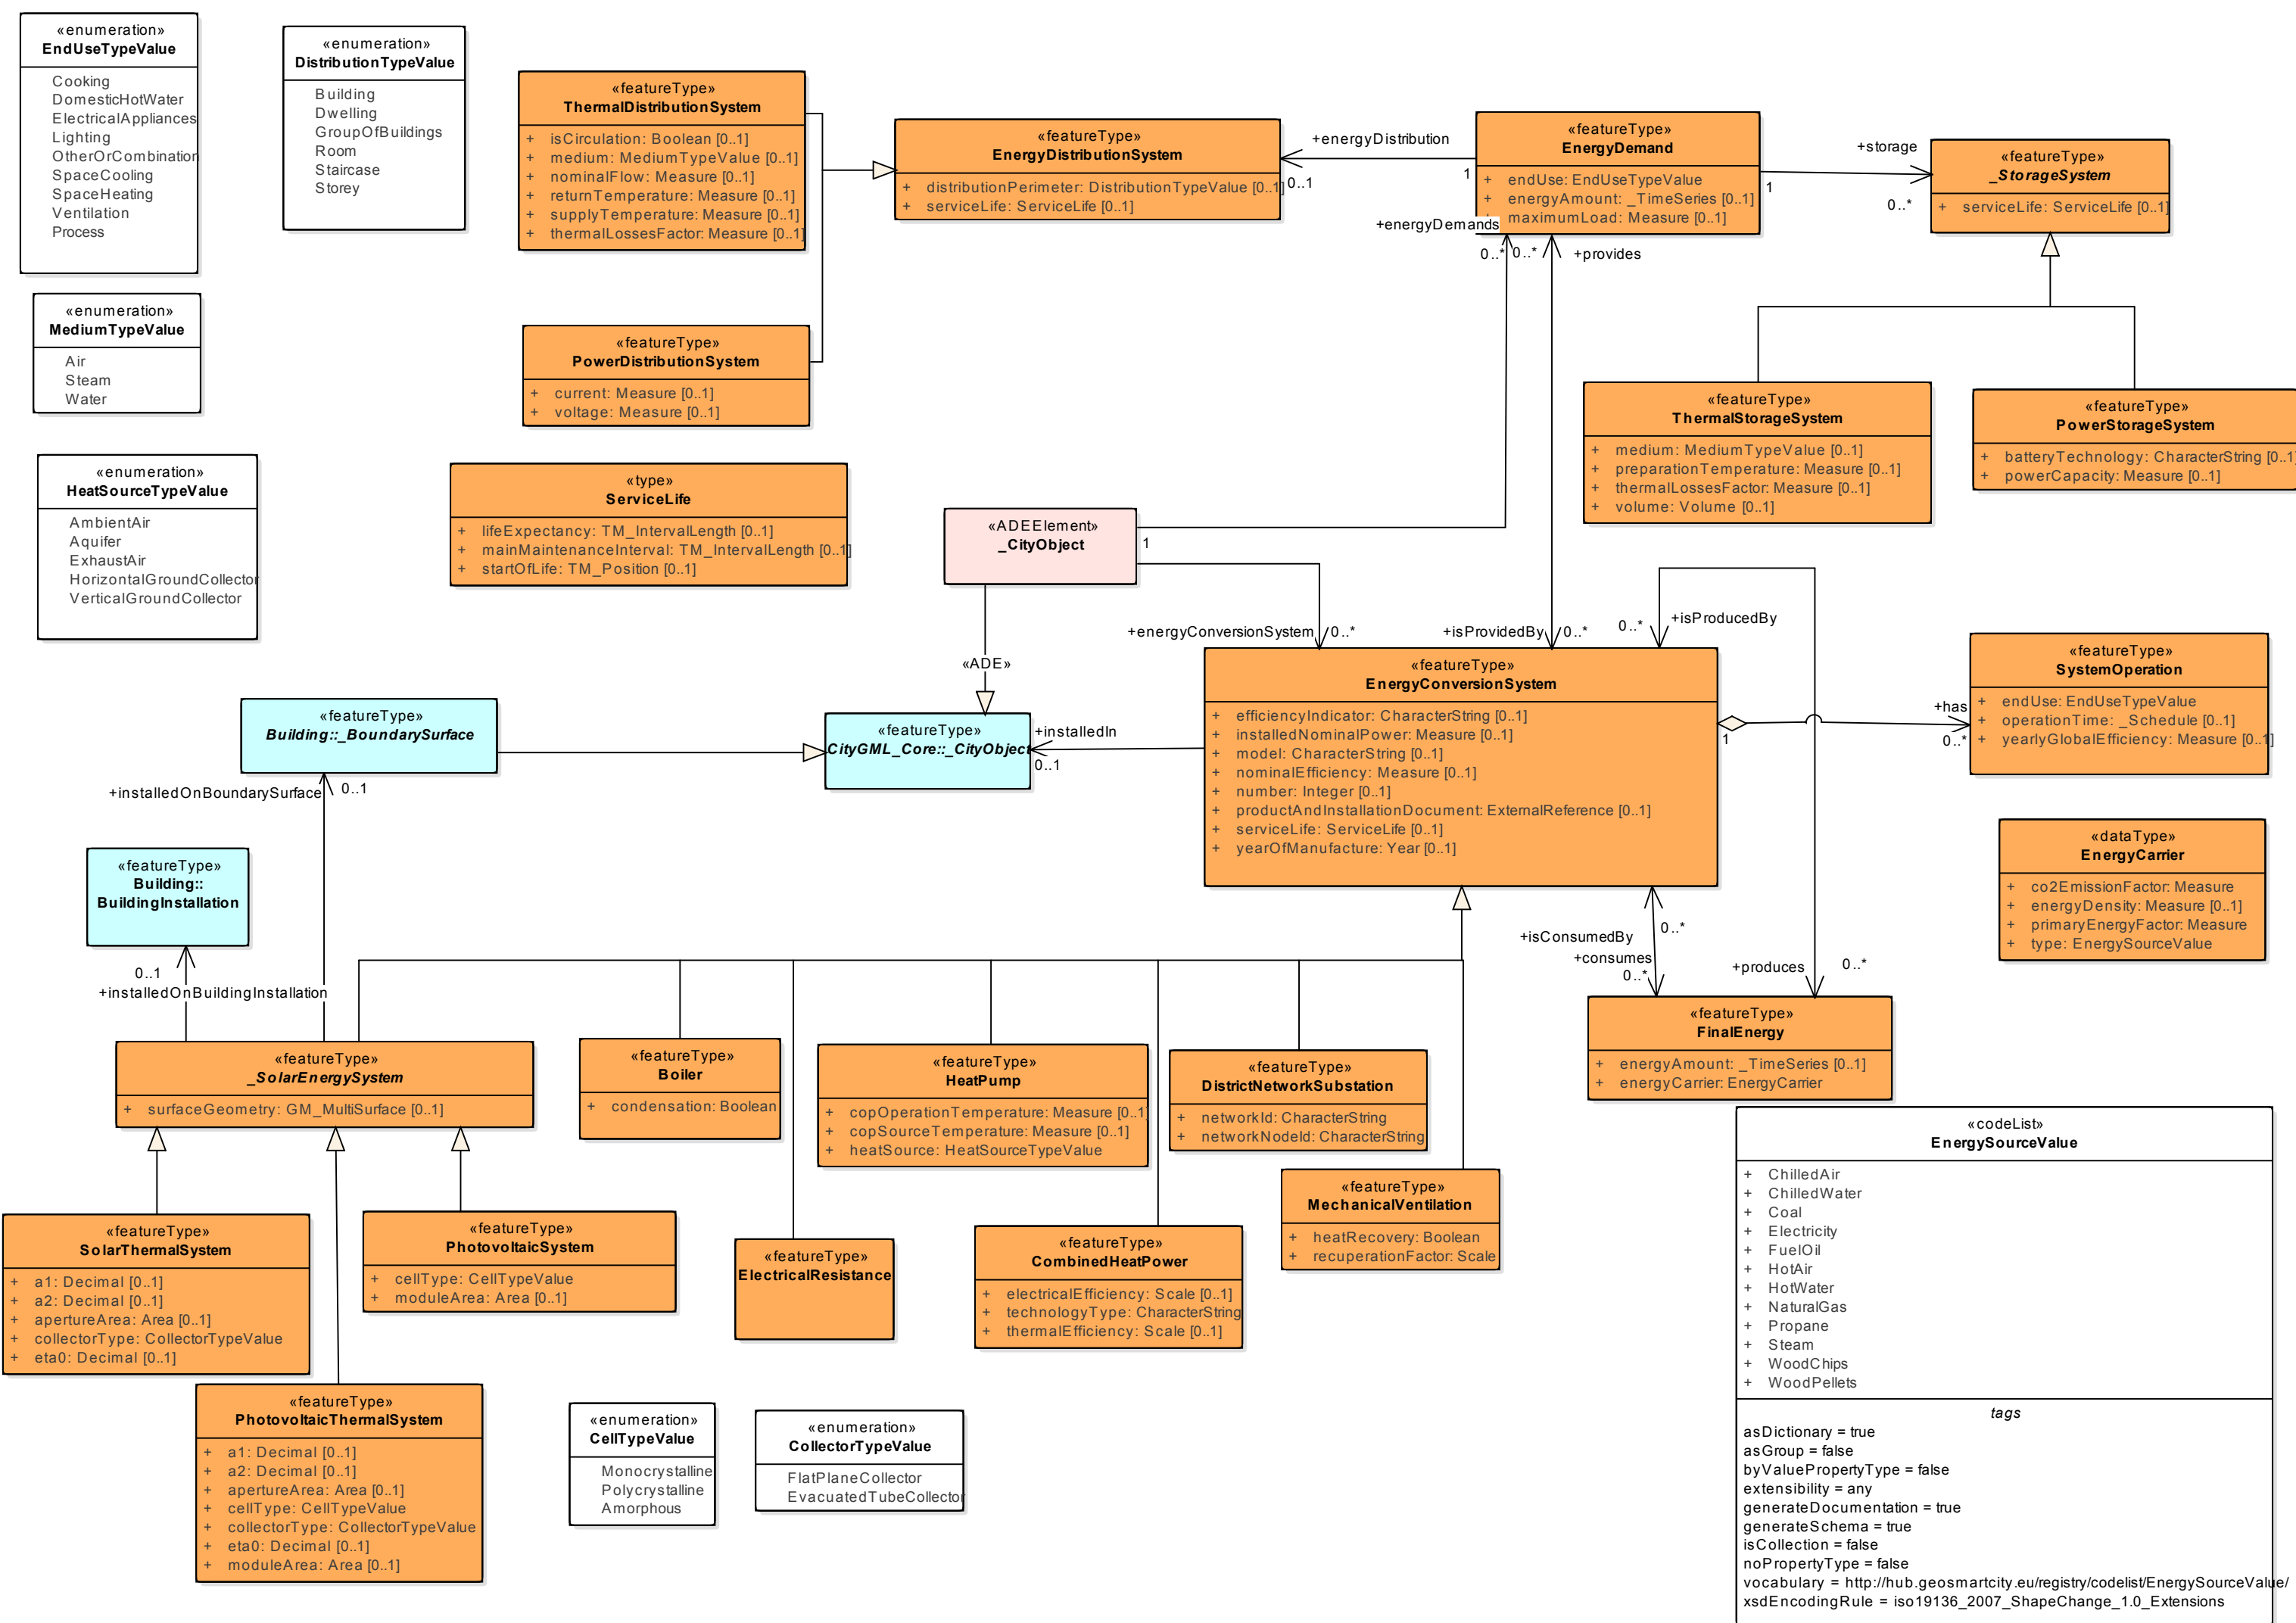 «enumeration»
EndUseTypeValue
Cooking
DomesticHotWater
ElectricalAppliances
Lighting
OtherOrCombination
SpaceCooling
SpaceHeating
Ventilation
Process
«enumeration»
DistributionTypeValue
Building
Dwelling
GroupOfBuildings
Room
Staircase
Storey
«featureType»
ThermalDistributionSystem
+ isCirculation: Boolean [0..1]
+ medium: MediumTypeValue [0..1]
+ nominalFlow: Measure [0..1]
+ returnTemperature: Measure [0..1]
+ supplyTemperature: Measure [0..1]
+ thermalLossesFactor: Measure [0..1]
«featureType»
EnergyDistributionSystem
+ distributionPerimeter: DistributionTypeValue [0..1]
+ serviceLife: ServiceLife [0..1]
+energyDistribution
0..1
1
«featureType»
EnergyDemand
+ endUse: EndUseTypeValue
+ energyAmount: _TimeSeries [0..1]
+ maximumLoad: Measure [0..1]
+storage
1
0..*
«featureType»
_StorageSystem
+ serviceLife: ServiceLife [0..1]
+energyDemands
0..*
0..*
+provides
«enumeration»
MediumTypeValue
Air
Steam
Water
«featureType»
PowerDistributionSystem
+ current: Measure [0..1]
+ voltage: Measure [0..1]
«featureType»
ThermalStorageSystem
+ medium: MediumTypeValue [0..1]
+ preparationTemperature: Measure [0..1]
+ thermalLossesFactor: Measure [0..1]
+ volume: Volume [0..1]
«featureType»
PowerStorageSystem
+ batteryTechnology: CharacterString [0..1]
+ powerCapacity: Measure [0..1]
«enumeration»
HeatSourceTypeValue
AmbientAir
Aquifer
ExhaustAir
HorizontalGroundCollector
VerticalGroundCollector
«type»
ServiceLife
+ lifeExpectancy: TM_IntervalLength [0..1]
+ mainMaintenanceInterval: TM_IntervalLength [0..1]
+ startOfLife: TM_Position [0..1]
«ADEElement»
_CityObject
1
+energyConversionSystem
0..*
+isProvidedBy
0..*
0..*
+isProducedBy
«ADE»
«featureType»
Building::_BoundarySurface
«featureType»
CityGML_Core::_CityObject
+installedIn
0..1
«featureType»
EnergyConversionSystem
+ efficiencyIndicator: CharacterString [0..1]
+ installedNominalPower: Measure [0..1]
+ model: CharacterString [0..1]
+ nominalEfficiency: Measure [0..1]
+ number: Integer [0..1]
+ productAndInstallationDocument: ExternalReference [0..1]
+ serviceLife: ServiceLife [0..1]
+ yearOfManufacture: Year [0..1]
1
+has
0..*
«featureType»
SystemOperation
+ endUse: EndUseTypeValue
+ operationTime: _Schedule [0..1]
+ yearlyGlobalEfficiency: Measure [0..1]
+installedOnBoundarySurface
0..1
«featureType»
Building::
BuildingInstallation
0..1
+installedOnBuildingInstallation
«dataType»
EnergyCarrier
+ co2EmissionFactor: Measure
+ energyDensity: Measure [0..1]
+ primaryEnergyFactor: Measure
+ type: EnergySourceValue
+isConsumedBy
0..*
+consumes
0..*
+produces
0..*
«featureType»
FinalEnergy
+ energyAmount: _TimeSeries [0..1]
+ energyCarrier: EnergyCarrier
«featureType»
_SolarEnergySystem
+ surfaceGeometry: GM_MultiSurface [0..1]
«featureType»
Boiler
+ condensation: Boolean
«featureType»
HeatPump
+ copOperationTemperature: Measure [0..1]
+ copSourceTemperature: Measure [0..1]
+ heatSource: HeatSourceTypeValue
«featureType»
DistrictNetworkSubstation
+ networkId: CharacterString
+ networkNodeId: CharacterString
«featureType»
MechanicalVentilation
+ heatRecovery: Boolean
+ recuperationFactor: Scale
«featureType»
SolarThermalSystem
+ a1: Decimal [0..1]
+ a2: Decimal [0..1]
+ apertureArea: Area [0..1]
+ collectorType: CollectorTypeValue
+ eta0: Decimal [0..1]
«featureType»
PhotovoltaicSystem
+ cellType: CellTypeValue
+ moduleArea: Area [0..1]
«featureType»
ElectricalResistance
«featureType»
CombinedHeatPower
+ electricalEfficiency: Scale [0..1]
+ technologyType: CharacterString
+ thermalEfficiency: Scale [0..1]
«featureType»
PhotovoltaicThermalSystem
+ a1: Decimal [0..1]
+ a2: Decimal [0..1]
+ apertureArea: Area [0..1]
+ cellType: CellTypeValue
+ collectorType: CollectorTypeValue
+ eta0: Decimal [0..1]
+ moduleArea: Area [0..1]
«enumeration»
CellTypeValue
Monocrystalline
Polycrystalline
Amorphous
«enumeration»
CollectorTypeValue
FlatPlaneCollector
EvacuatedTubeCollector
«codeList»
EnergySourceValue
+ ChilledAir
+ ChilledWater
+ Coal
+ Electricity
+ FuelOil
+ HotAir
+ HotWater
+ NaturalGas
+ Propane
+ Steam
+ WoodChips
+ WoodPellets
tags
asDictionary = true
asGroup = false
byValuePropertyType = false
extensibility = any
generateDocumentation = true
generateSchema = true
isCollection = false
noPropertyType = false
vocabulary = http://hub.geosmartcity.eu/registry/codelist/EnergySourceValue/
xsdEncodingRule = iso19136_2007_ShapeChange_1.0_Extensions